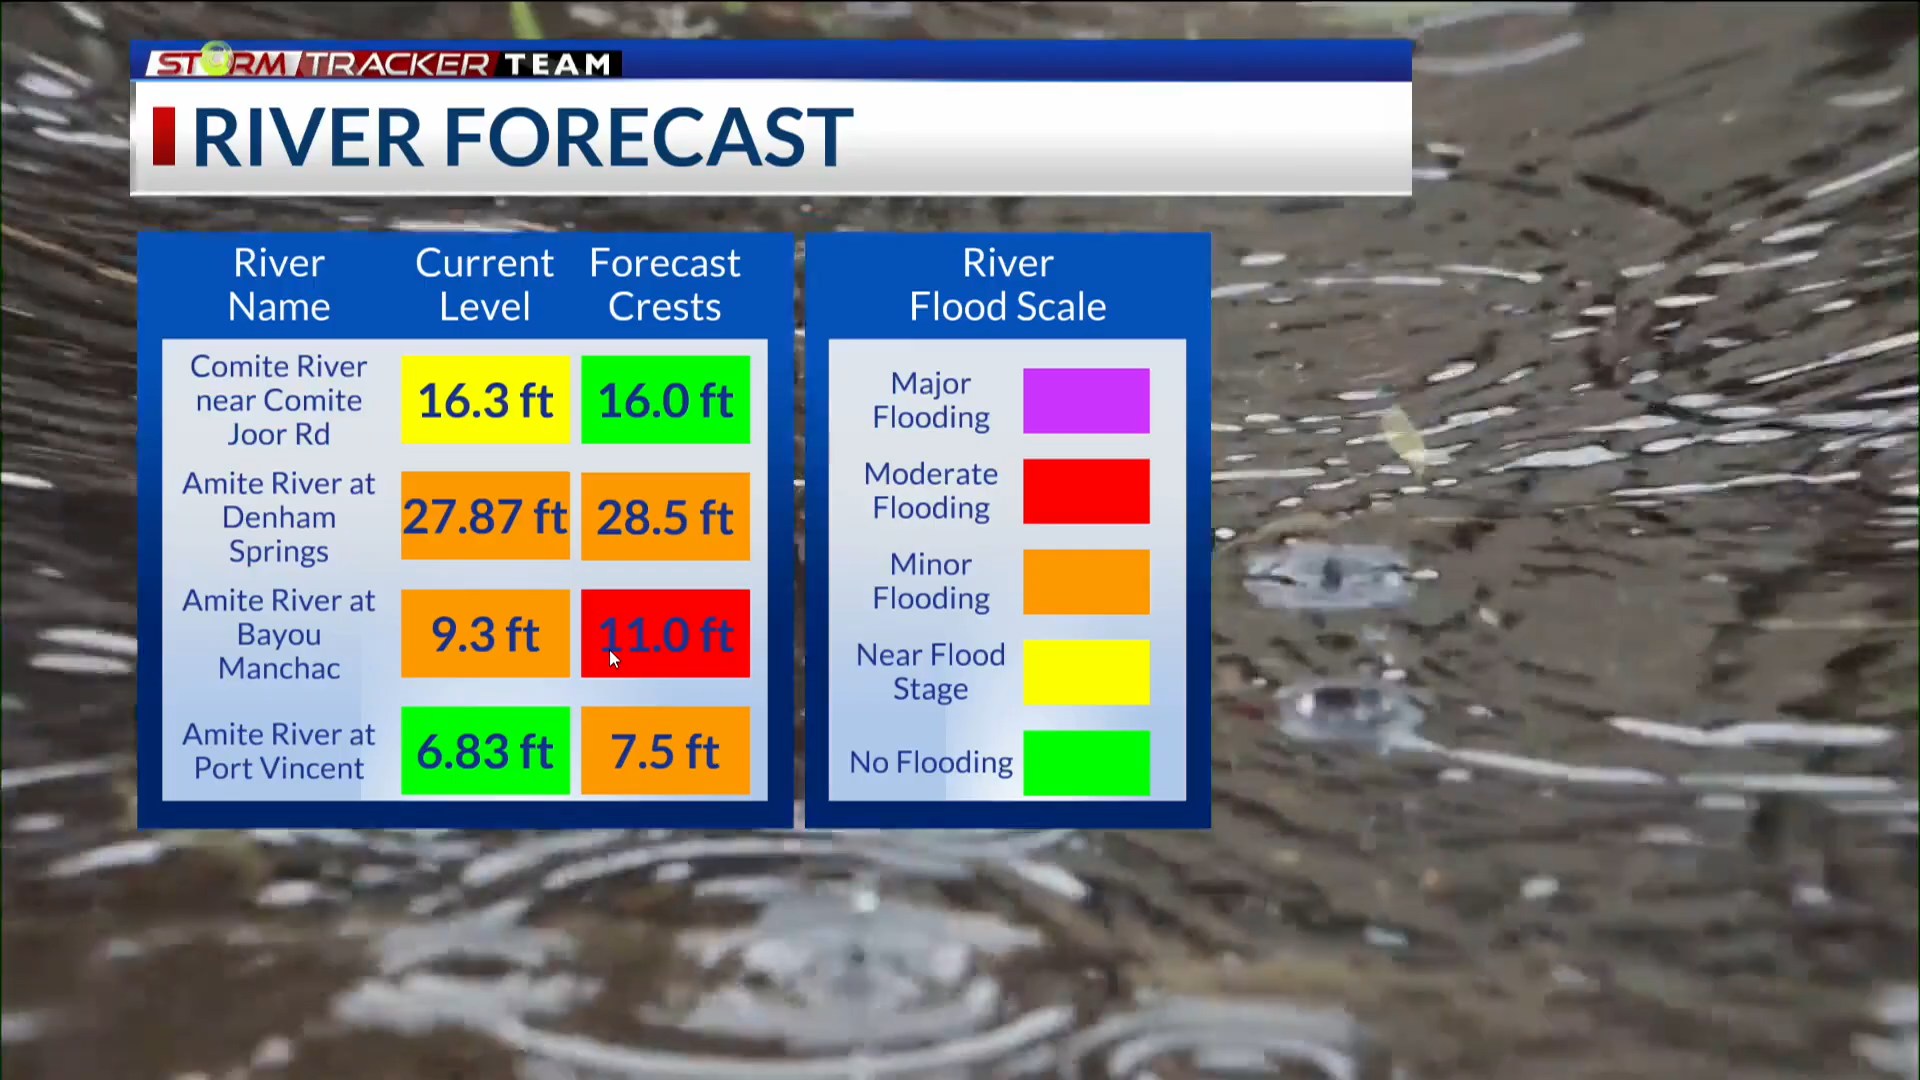 STORM TRACKER TEAM
RIVER FORECAST
River
Name
Current
Level
Forecast
Crests
Comite River
near Comite
Joor Rd
16.3 ft
16.0 ft
Amite River at
Denham
Springs
27.87 ft
28.5 ft
Amite River at
Bayou
Manchac
9.3 ft
11.0 ft
Amite River at
Port Vincent
6.83 ft
7.5 ft
River
Flood Scale
Major
Flooding
Moderate
Flooding
Minor
Flooding
Near Flood
Stage
No Flooding